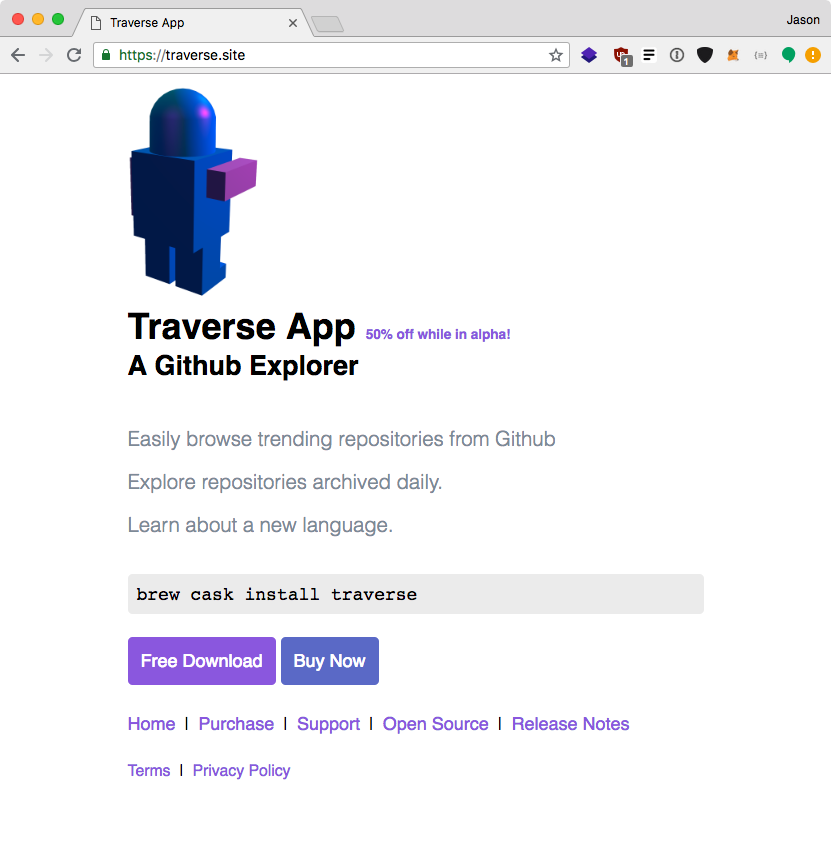 Traverse App
Jason
https://traverse.site
1
Traverse App 50% off while in alpha!
A Github Explorer
Easily browse trending repositories from Github
Explore repositories archived daily.
Learn about a new language.
brew cask install traverse
Free Download Buy Now
Home | Purchase | Support | Open Source | Release Notes
Terms | Privacy Policy